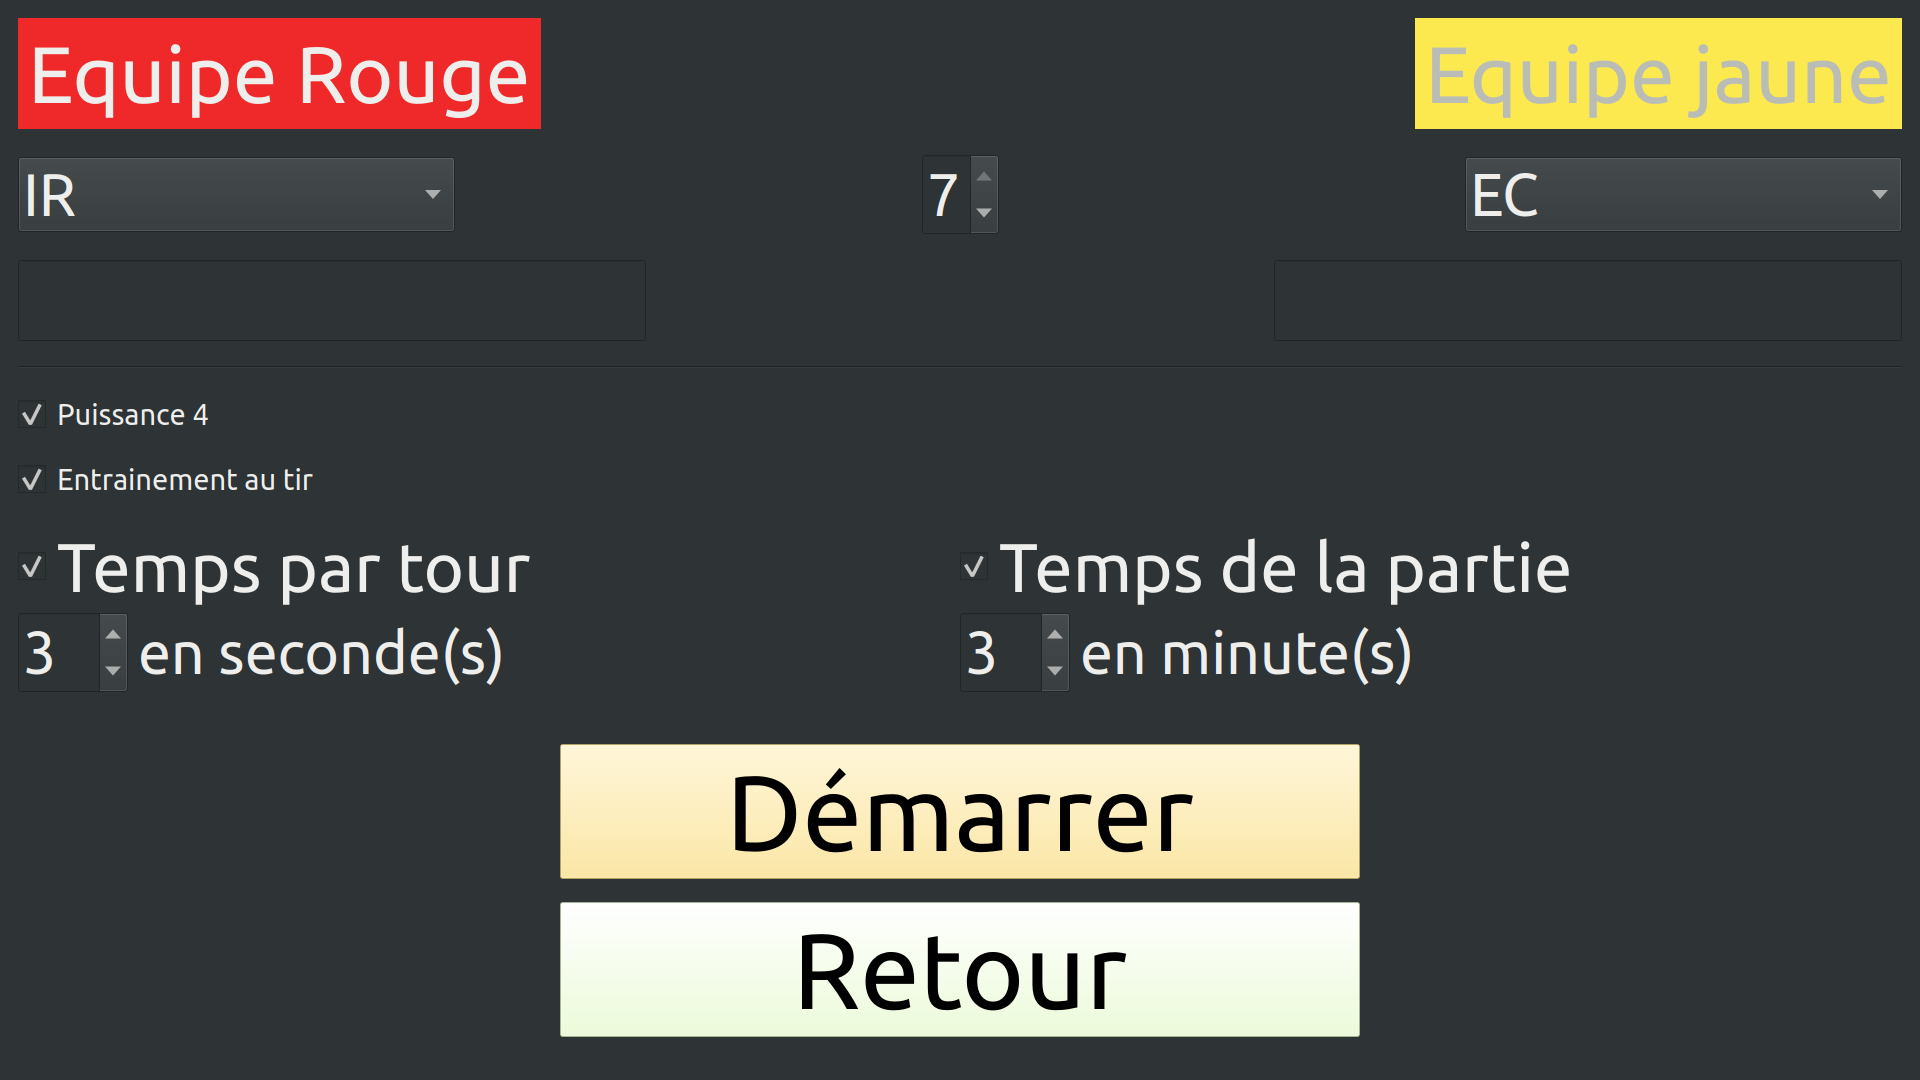 Equipe Rouge
Equipe jaune
IR
7
EC
Puissance 4
Entrainement au tir
Temps par tour
Temps de la partie
3 en seconde(s)
3 en minute(s)
Démarrer
Retour